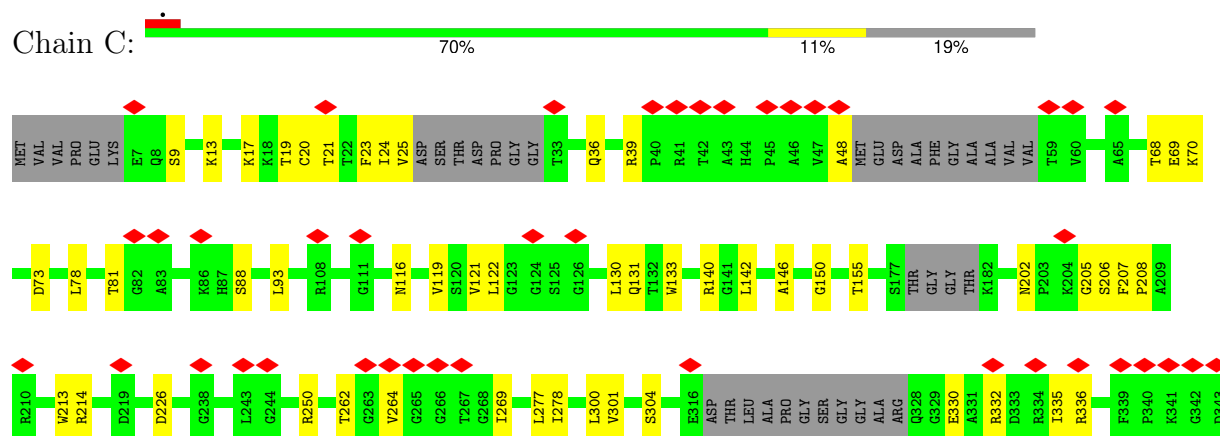 Chain C:
70% 11% 19%
MET VAL VAL PRO GLU LYS E7 Q8 S9 K13 K17 K18 T19 C20 T21 T22 F23 I24 V25 ASP SER THR ASP PRO GLY GLY T33 Q36 R39 P40 R41 T42 A43 H44 P45 A46 V47 A48 MET GLU ASP ALA PHE GLY ALA ALA VAL VAL T59 V60 A65 T68 E69 K70
D73 L78 T81 G82 A83 K86 H87 S88 L93 R108 G111 N116 V119 S120 V121 L122 G123 G124 S125 G126 L130 Q131 T132 W133 R140 G141 L142 A146 G150 T155 S177 THR GLY GLY THR K182 N202 P203 K204 G205 S206 F207 P208 A209
R210 W213 R214 D219 D226 G238 L243 G244 R250 T262 G263 V264 G265 G266 T267 G268 I269 L277 I278 L300 V301 S304 E316 ASP THR LEU ALA PRO GLY SER GLY GLY ALA ARG Q328 G329 E330 A331 R332 D333 R334 I335 R336 F339 P340 K341 G342